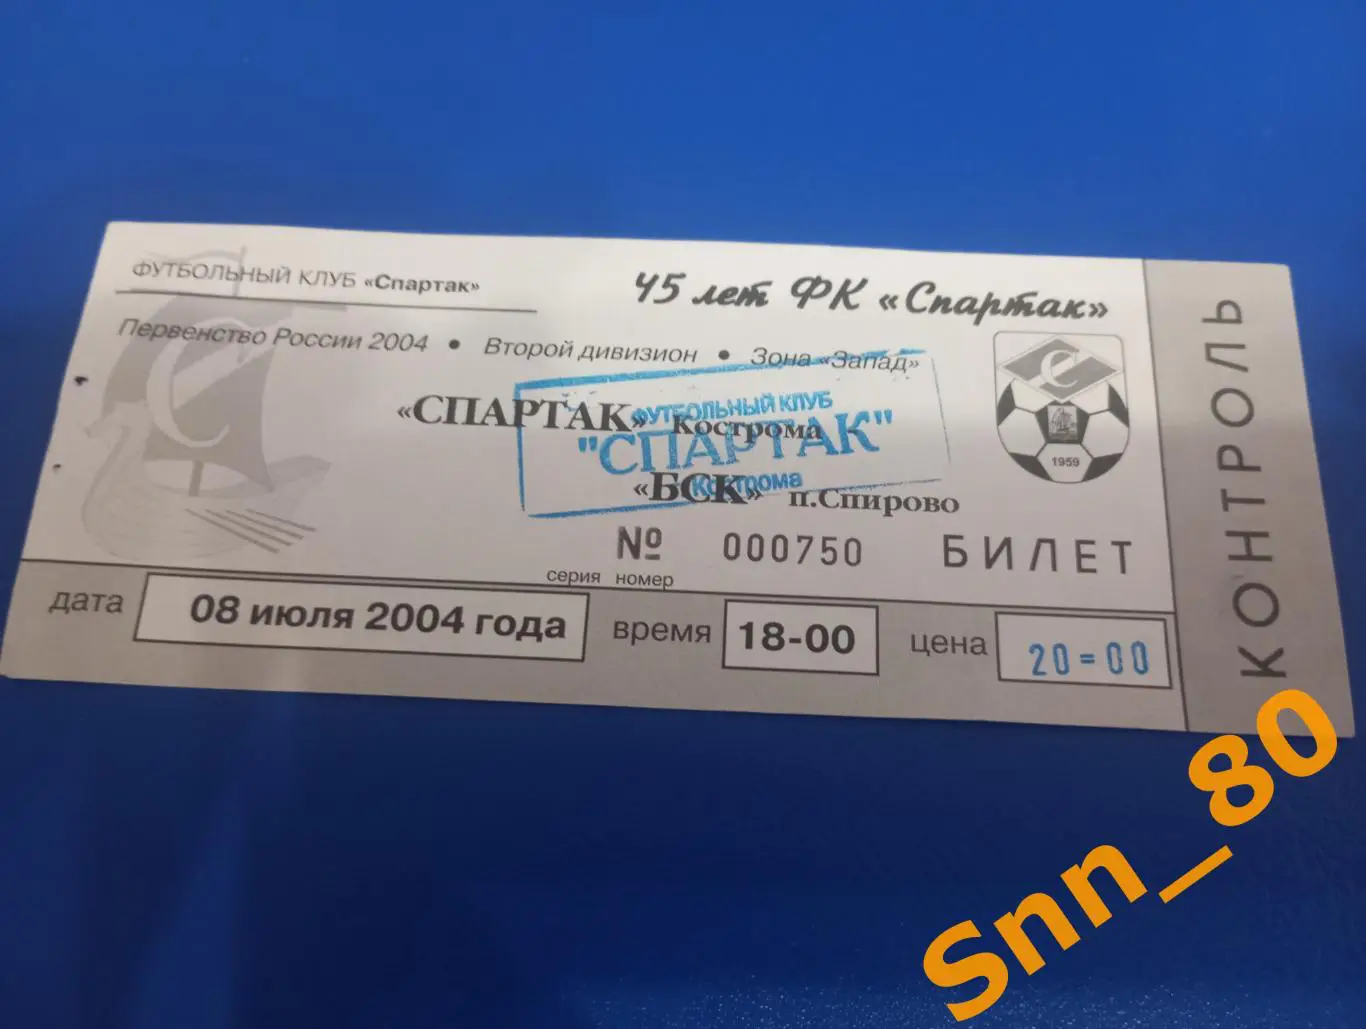 ФУТБОЛЬНЫЙ КЛУБ «Спартак»
45 лет ФК «Спартак»
Первенство России 2004 • Второй дивизион • Зона «Запад»
«СПАРТАК» Кострома
«БСК» п.Спирово
ФУТБОЛЬНЫЙ КЛУБ
"СПАРТАК"
Кострома
С
С
1959
№ 000750 БИЛЕТ
серия номер
дата 08 июля 2004 года время 18-00 цена 20=00
КОНТРОЛЬ
Snn_80